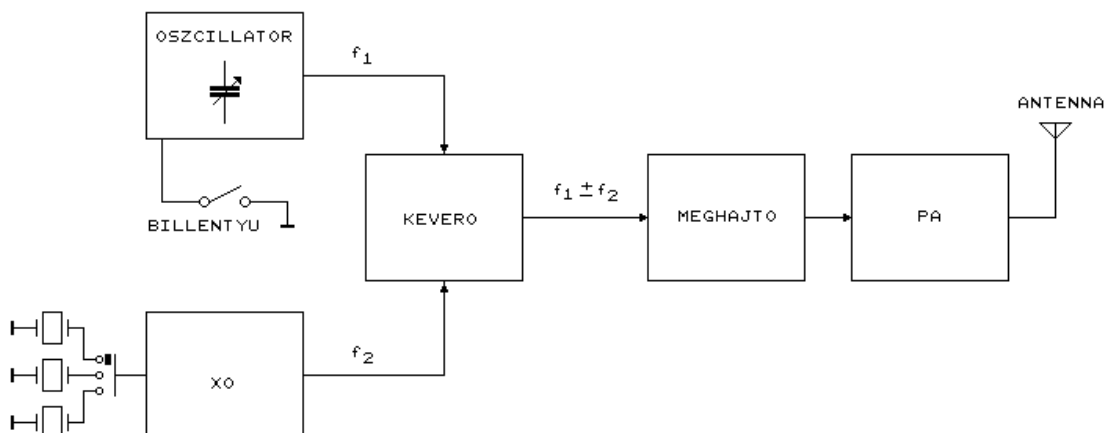 OSZCILLATOR
f1
ANTENNA
BILLENTYU
KEVERO
f1 ± f2
MEGHAJTO
PA
f2
XO